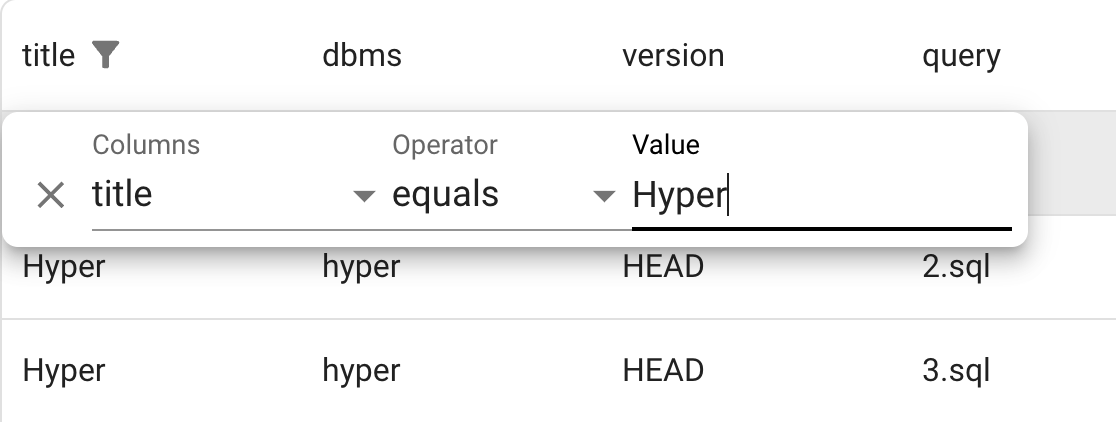 title dbms version query
Columns Operator Value
title equals Hyper
Hyper hyper HEAD 2.sql
Hyper hyper HEAD 3.sql